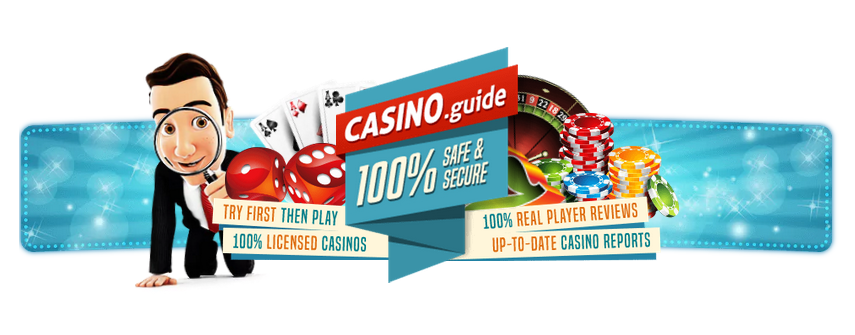 CASINO.guide
100% SAFE & SECURE
TRY FIRST THEN PLAY
100% LICENSED CASINOS
100% REAL PLAYER REVIEWS
UP-TO-DATE CASINO REPORTS